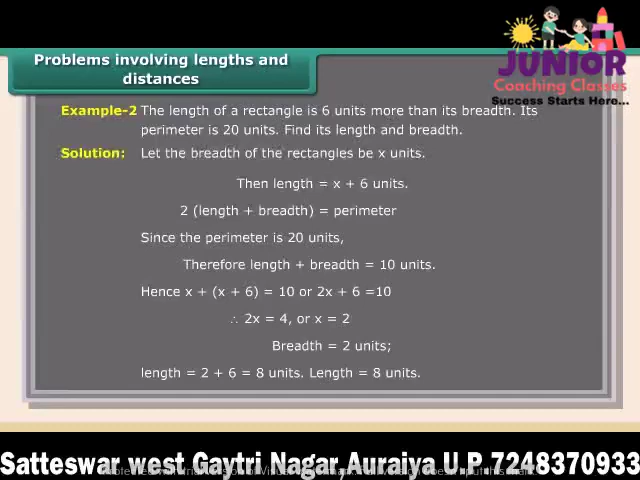 Problems involving lengths and
distances
JUNIOR
Coaching Classes
Success Starts Here...
Example-2 The length of a rectangle is 6 units more than its breadth. Its
perimeter is 20 units. Find its length and breadth.
Solution: Let the breadth of the rectangles be x units.
Then length = x + 6 units.
2 (length + breadth) = perimeter
Since the perimeter is 20 units,
Therefore length + breadth = 10 units.
Hence x + (x + 6) = 10 or 2x + 6 =10
∴ 2x = 4, or x = 2
Breadth = 2 units;
length = 2 + 6 = 8 units. Length = 8 units.
Satteswar west Gaytri Nagar,Auraiya U.P 7248370933